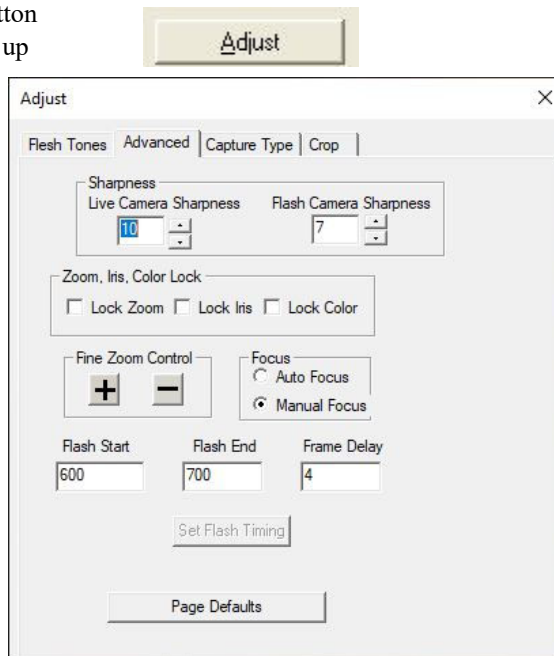 tton
up
Adjust
Adjust
Flesh Tones Advanced Capture Type Crop
Sharpness
Live Camera Sharpness Flash Camera Sharpness
10 7
Zoom, Iris, Color Lock
Lock Zoom Lock Iris Lock Color
Fine Zoom Control Focus
Auto Focus
+ − Manual Focus
Flash Start Flash End Frame Delay
600 700 4
Set Flash Timing
Page Defaults